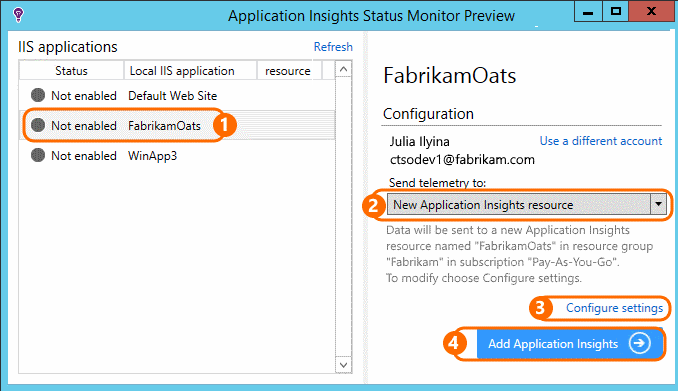 Application Insights Status Monitor Preview
IIS applications
Refresh
Status Local IIS application resource
Not enabled Default Web Site
Not enabled FabrikamOats 1
Not enabled WinApp3
FabrikamOats
Configuration
Julia Ilyina Use a different account
ctsodev1@fabrikam.com
Send telemetry to:
2 New Application Insights resource
Data will be sent to a new Application Insights
resource named "FabrikamOats" in resource group
"Fabrikam" in subscription "Pay-As-You-Go".
To modify choose Configure settings.
3 Configure settings
4 Add Application Insights